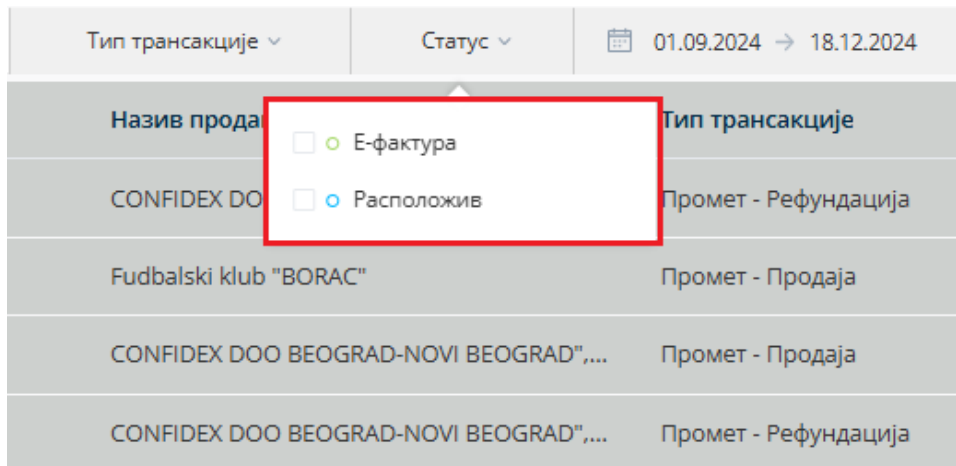 Тип трансакције Статус 01.09.2024 → 18.12.2024
Назив прода Тип трансакције
Е-фактура
CONFIDEX DO Промет - Рефундација
Расположив
Fudbalski klub "BORAC" Промет - Продаја
CONFIDEX DOO BEOGRAD-NOVI BEOGRAD",... Промет - Продаја
CONFIDEX DOO BEOGRAD-NOVI BEOGRAD",... Промет - Рефундација